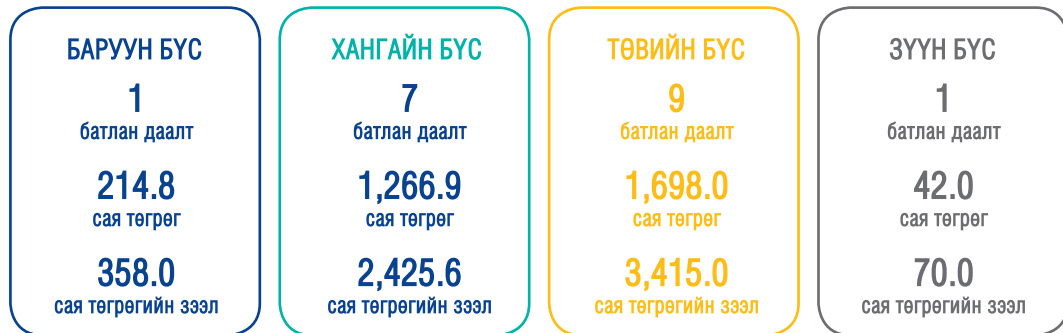 БАРУУН БҮС
1
батлан даалт
214.8
сая төгрөг
358.0
сая төгрөгийн зээл
ХАНГАЙН БҮС
7
батлан даалт
1,266.9
сая төгрөг
2,425.6
сая төгрөгийн зээл
ТӨВИЙН БҮС
9
батлан даалт
1,698.0
сая төгрөг
3,415.0
сая төгрөгийн зээл
ЗҮҮН БҮС
1
батлан даалт
42.0
сая төгрөг
70.0
сая төгрөгийн зээл